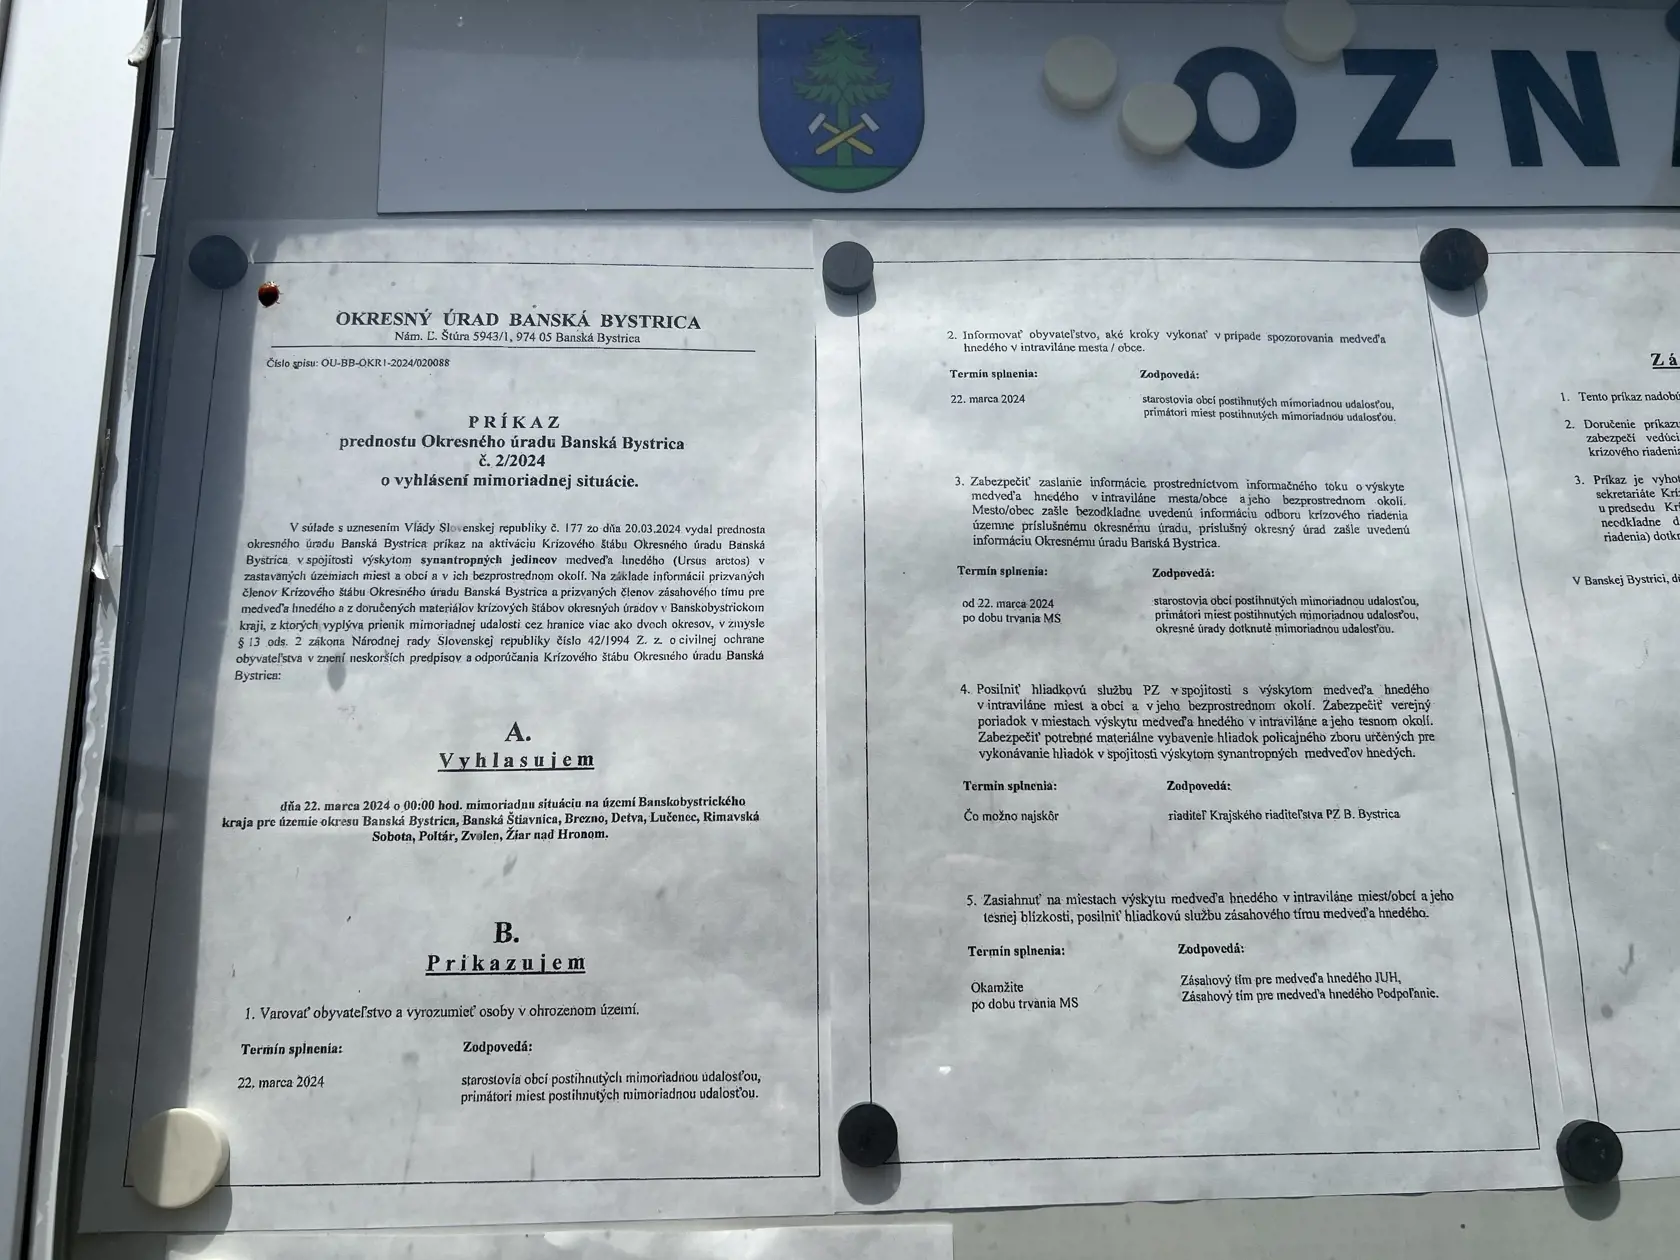 OZN
OKRESNÝ ÚRAD BANSKÁ BYSTRICA
Nám. Ľ. Štúra 5943/1, 974 05 Banská Bystrica
Číslo spisu: OU-BB-OKR1-2024/020088
PRÍKAZ
prednostu Okresného úradu Banská Bystrica
č. 2/2024
o vyhlásení mimoriadnej situácie.
V súlade s uznesením Vlády Slovenskej republiky č. 177 zo dňa 20.03.2024 vydal prednosta
okresného úradu Banská Bystrica príkaz na aktiváciu Krízového štábu Okresného úradu Banská
Bystrica v spojitosti výskytom synantropných jedincov medveďa hnedého (Ursus arctos) v
zastavaných územiach miest a obcí a v ich bezprostrednom okolí. Na základe informácií prizvaných
členov Krízového štábu Okresného úradu Banská Bystrica a prizvaných členov zásahového tímu pre
medveďa hnedého a z doručených materiálov krízových štábov okresných úradov v Banskobystrickom
kraji, z ktorých vyplýva prienik mimoriadnej udalosti cez hranice viac ako dvoch okresov, v zmysle
§ 13 ods. 2 zákona Národnej rady Slovenskej republiky číslo 42/1994 Z. z. o civilnej ochrane
obyvateľstva v znení neskorších predpisov a odporúčania Krízového štábu Okresného úradu Banská
Bystrica:
A.
Vyhlasujem
dňa 22. marca 2024 o 00:00 hod. mimoriadnu situáciu na území Banskobystrického
kraja pre územie okresu Banská Bystrica, Banská Štiavnica, Brezno, Detva, Lučenec, Rimavská
Sobota, Poltár, Zvolen, Žiar nad Hronom.
B.
Prikazujem
1. Varovať obyvateľstvo a vyrozumieť osoby v ohrozenom území.
Termín splnenia: Zodpovedá:
22. marca 2024 starostovia obcí postihnutých mimoriadnou udalosťou,
primátori miest postihnutých mimoriadnou udalosťou.
2. Informovať obyvateľstvo, aké kroky vykonať v prípade spozorovania medveďa
hnedého v intraviláne mesta / obce.
Termín splnenia: Zodpovedá:
22. marca 2024 starostovia obcí postihnutých mimoriadnou udalosťou,
primátori miest postihnutých mimoriadnou udalosťou.
3. Zabezpečiť zaslanie informácie prostredníctvom informačného toku o výskyte
medveďa hnedého v intraviláne mesta/obce a jeho bezprostrednom okolí.
Mesto/obec zašle bezodkladne uvedenú informáciu odboru krízového riadenia
územne príslušnému okresnému úradu, príslušný okresný úrad zašle uvedenú
informáciu Okresnému úradu Banská Bystrica.
Termín splnenia: Zodpovedá:
od 22. marca 2024 starostovia obcí postihnutých mimoriadnou udalosťou,
po dobu trvania MS primátori miest postihnutých mimoriadnou udalosťou,
okresné úrady dotknuté mimoriadnou udalosťou.
4. Posilniť hliadkovú službu PZ v spojitosti s výskytom medveďa hnedého
v intraviláne miest a obcí a v jeho bezprostrednom okolí. Zabezpečiť verejný
poriadok v miestach výskytu medveďa hnedého v intraviláne a jeho tesnom okolí.
Zabezpečiť potrebné materiálne vybavenie hliadok policajného zboru určených pre
vykonávanie hliadok v spojitosti výskytom synantropných medveďov hnedých.
Termín splnenia: Zodpovedá:
Čo možno najskôr riaditeľ Krajského riaditeľstva PZ B. Bystrica
5. Zasiahnuť na miestach výskytu medveďa hnedého v intraviláne miest/obcí a jeho
tesnej blízkosti, posilniť hliadkovú službu zásahového tímu medveďa hnedého.
Termín splnenia: Zodpovedá:
Okamžite Zásahový tím pre medveďa hnedého JUH,
po dobu trvania MS Zásahový tím pre medveďa hnedého Podpoľanie.
Zá
1. Tento príkaz nadobú
2. Doručenie príkazu
zabezpečí vedúci
krízového riadenia
3. Príkaz je vyhot
sekretariáte Krí
u predsedu Kr
neodkladne d
riadenia) dotk
V Banskej Bystrici, d